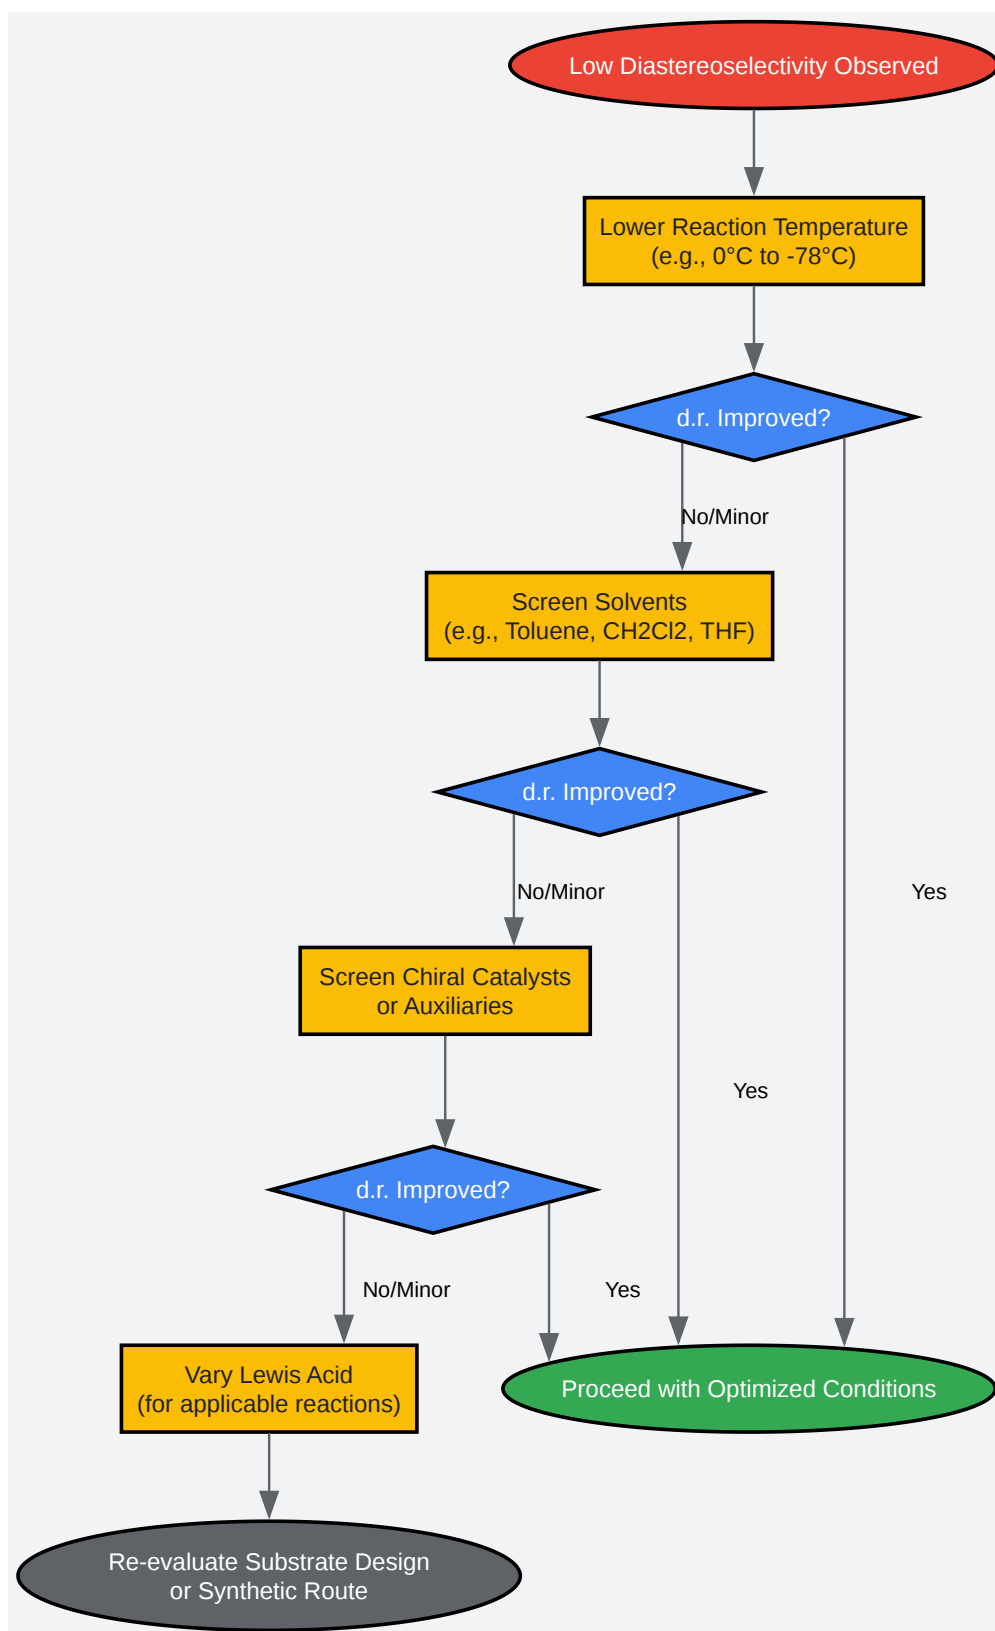 Low Diastereoselectivity Observed
Lower Reaction Temperature
(e.g., 0°C to -78°C)
d.r. Improved?
No/Minor
Screen Solvents
(e.g., Toluene, CH2Cl2, THF)
d.r. Improved?
No/Minor
Yes
Screen Chiral Catalysts
or Auxiliaries
Yes
d.r. Improved?
No/Minor
Yes
Vary Lewis Acid
(for applicable reactions)
Proceed with Optimized Conditions
Re-evaluate Substrate Design
or Synthetic Route